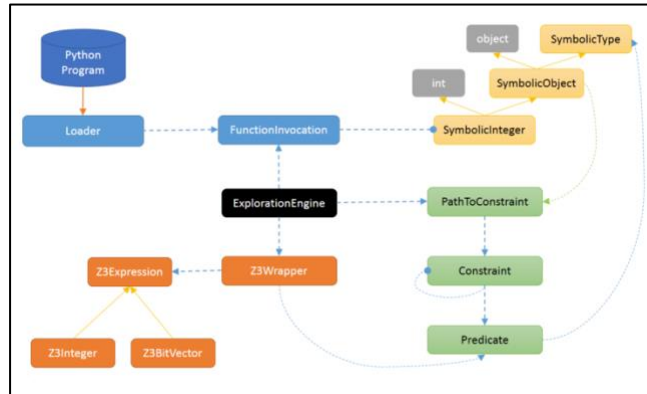 object
SymbolicType
Python
Program
int
SymbolicObject
Loader
FunctionInvocation
SymbolicInteger
ExplorationEngine
PathToConstraint
Z3Expression
Z3Wrapper
Constraint
Z3Integer
Z3BitVector
Predicate